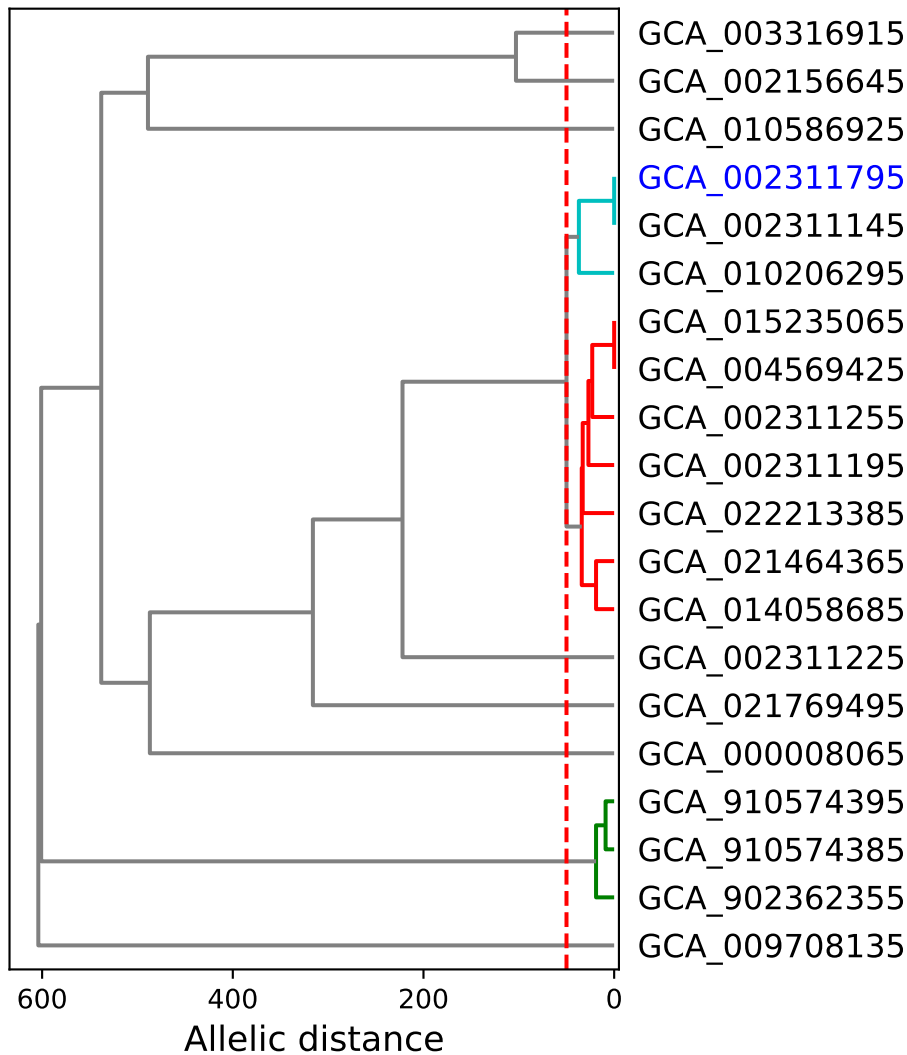 GCA_003316915
GCA_002156645
GCA_010586925
GCA_002311795
GCA_002311145
GCA_010206295
GCA_015235065
GCA_004569425
GCA_002311255
GCA_002311195
GCA_022213385
GCA_021464365
GCA_014058685
GCA_002311225
GCA_021769495
GCA_000008065
GCA_910574395
GCA_910574385
GCA_902362355
GCA_009708135
600 400 200 0
Allelic distance